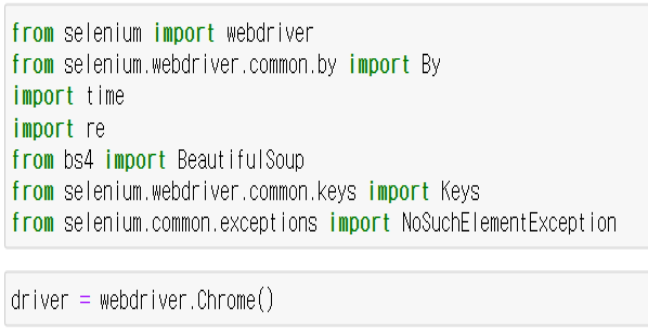 from selenium import webdriver
from selenium.webdriver.common.by import By
import time
import re
from bs4 import BeautifulSoup
from selenium.webdriver.common.keys import Keys
from selenium.common.exceptions import NoSuchElementException
driver = webdriver.Chrome()